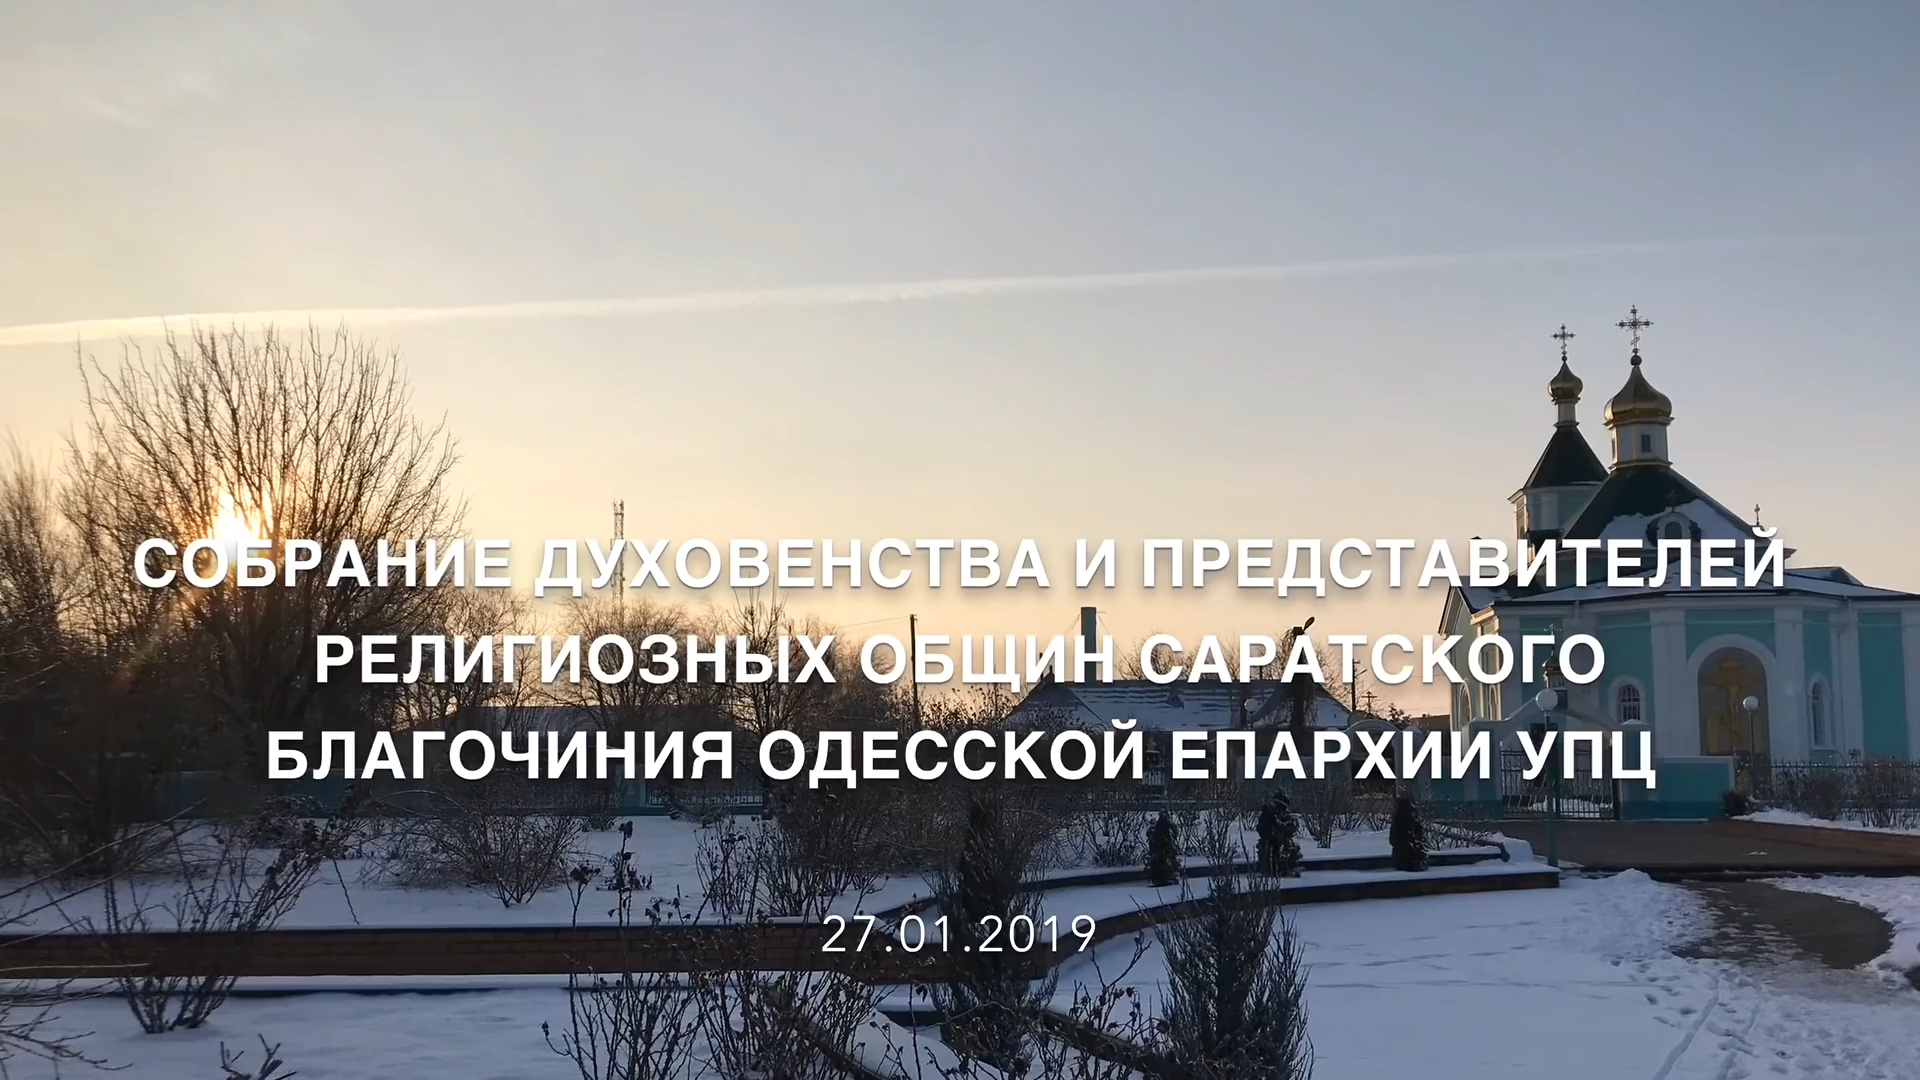 СОБРАНИЕ ДУХОВЕНСТВА И ПРЕДСТАВИТЕЛЕЙ
РЕЛИГИОЗНЫХ ОБЩИН САРАТСКОГО
БЛАГОЧИНИЯ ОДЕССКОЙ ЕПАРХИИ УПЦ
27.01.2019